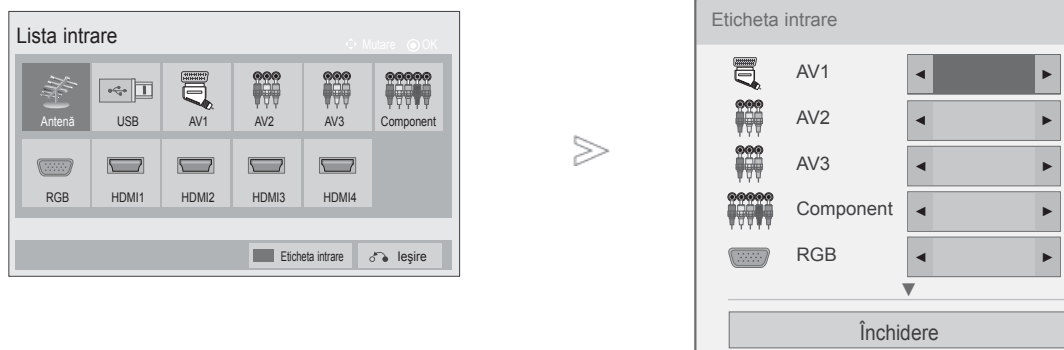 Lista intrare
Mutare OK
Antenă USB AV1 AV2 AV3 Component
RGB HDMI1 HDMI2 HDMI3 HDMI4
Eticheta intrare Ieşire
Eticheta intrare
AV1
AV2
AV3
Component
RGB
Închidere